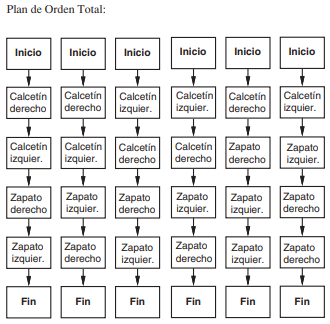 Plan de Orden Total:
Inicio Inicio Inicio Inicio Inicio Inicio
Calcetín Calcetín Calcetín Calcetín Calcetín Calcetín
derecho derecho izquier. izquier. derecho izquier.
Calcetín Calcetín Calcetín Calcetín Zapato Zapato
izquier. izquier. derecho derecho derecho izquier.
Zapato Zapato Zapato Zapato Zapato Zapato
derecho izquier. derecho izquier. izquier. derecho
Zapato Zapato Zapato Zapato Zapato Zapato
izquier. derecho izquier. derecho izquier. derecho
Fin Fin Fin Fin Fin Fin